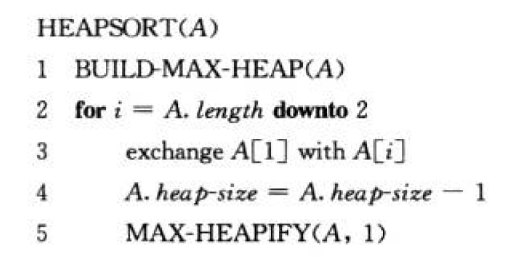 HEAPSORT(A)
1 BUILD-MAX-HEAP(A)
2 for i = A. length downto 2
3 exchange A[1] with A[i]
4 A. heap-size = A. heap-size − 1
5 MAX-HEAPIFY(A, 1)